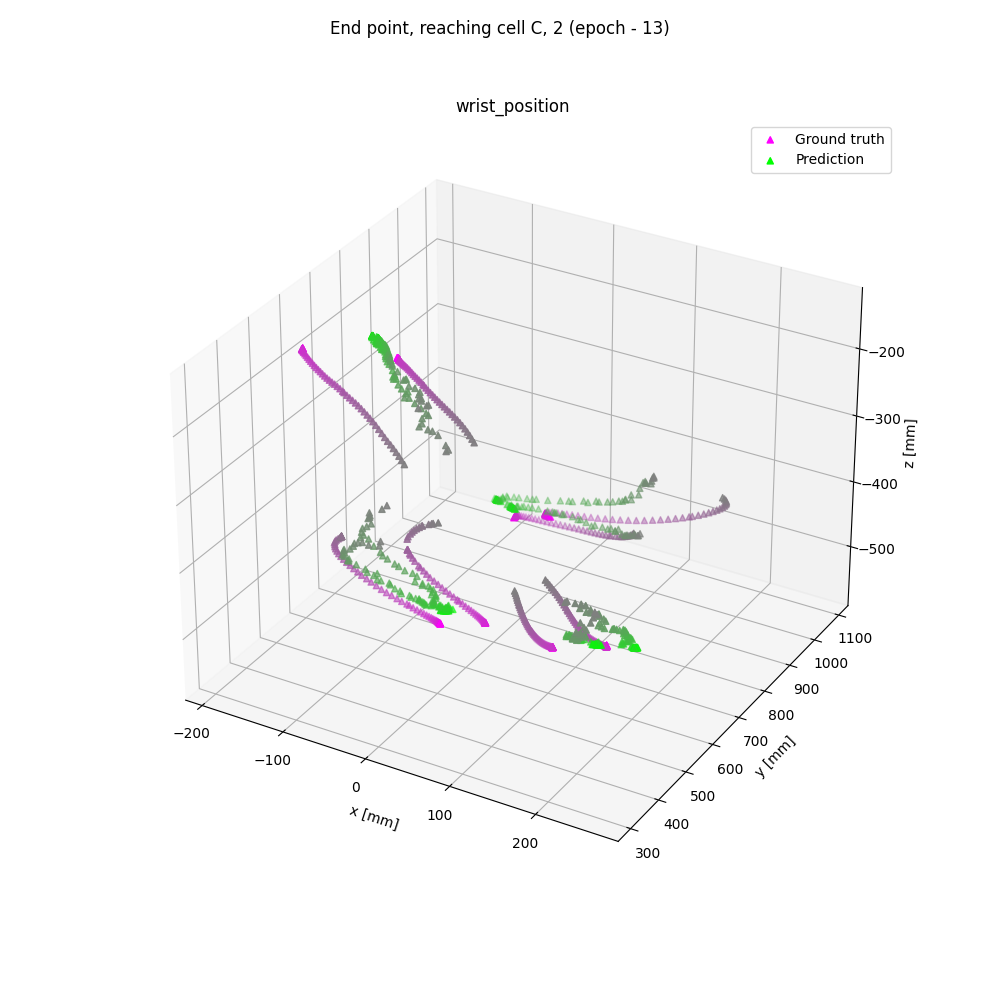 End point, reaching cell C, 2 (epoch - 13)
wrist_position
Ground truth
Prediction
−200
−300
−400
−500
z [mm]
1100
1000
900
800
700
600
500
400
300
y [mm]
−200
−100
0
100
200
x [mm]